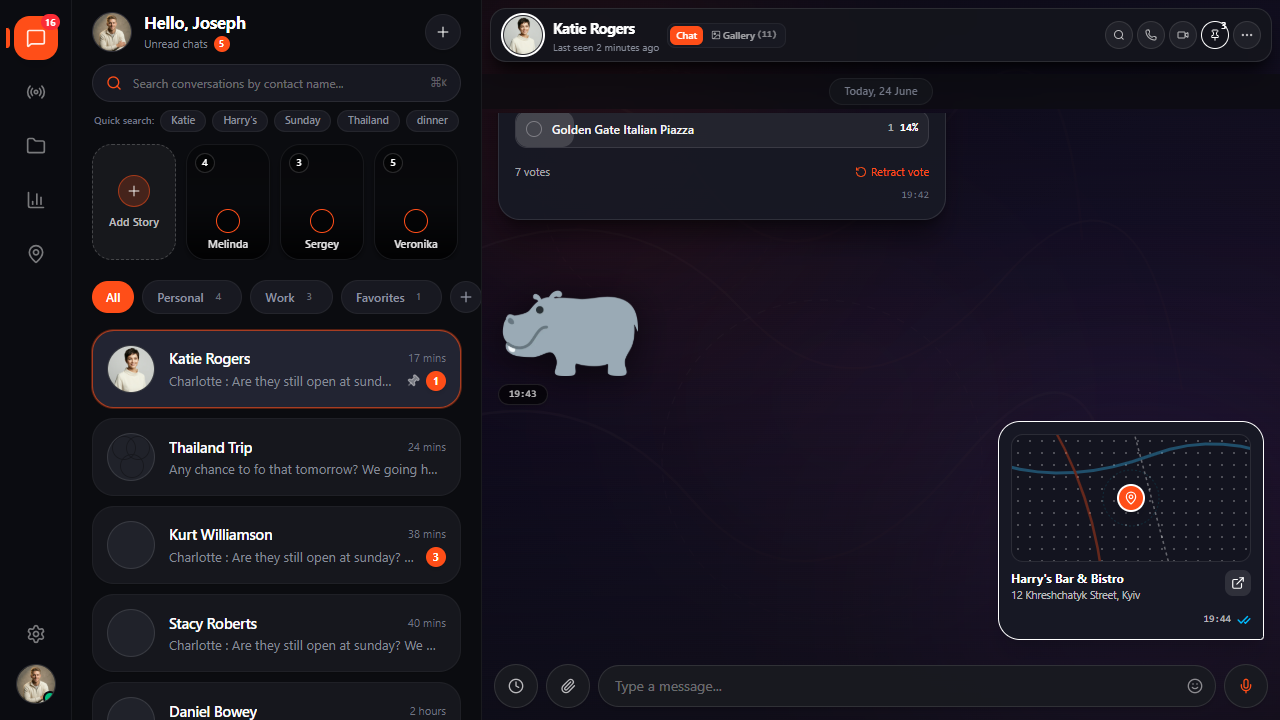 16
Hello, Joseph
Unread chats 5
Search conversations by contact name... ⌘K
Quick search: Katie Harry's Sunday Thailand dinner
4
3
5
Add Story
Melinda
Sergey
Veronika
All
Personal 4
Work 3
Favorites 1
Katie Rogers 17 mins
Charlotte : Are they still open at sund... 1
Thailand Trip 24 mins
Any chance to fo that tomorrow? We going h...
Kurt Williamson 38 mins
Charlotte : Are they still open at sunday? ... 3
Stacy Roberts 40 mins
Charlotte : Are they still open at sunday? We ...
Daniel Bowey 2 hours
Katie Rogers
Last seen 2 minutes ago
Chat
Gallery (11)
3
Today, 24 June
Golden Gate Italian Piazza 1 14%
7 votes Retract vote
19:42
19:43
Harry's Bar & Bistro
12 Khreshchatyk Street, Kyiv
19:44
Type a message...